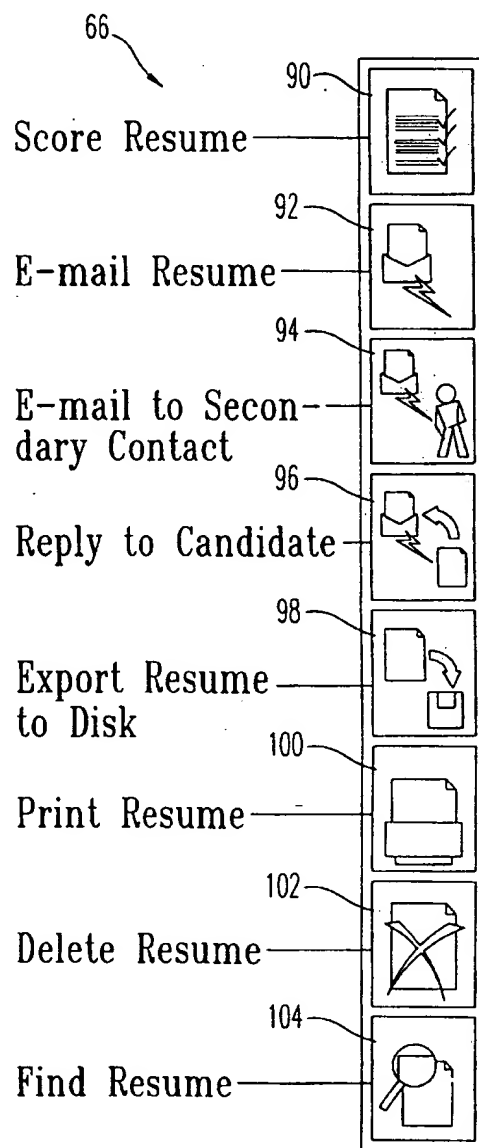 66
90
Score Resume
92
E-mail Resume
94
E-mail to Secon
dary Contact
96
Reply to Candidate
98
Export Resume
to Disk
100
Print Resume
102
Delete Resume
104
Find Resume